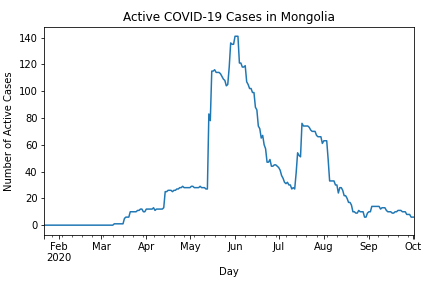 Active COVID-19 Cases in Mongolia
Number of Active Cases
140
120
100
80
60
40
20
0
Feb Mar Apr May Jun Jul Aug Sep Oct
2020
Day